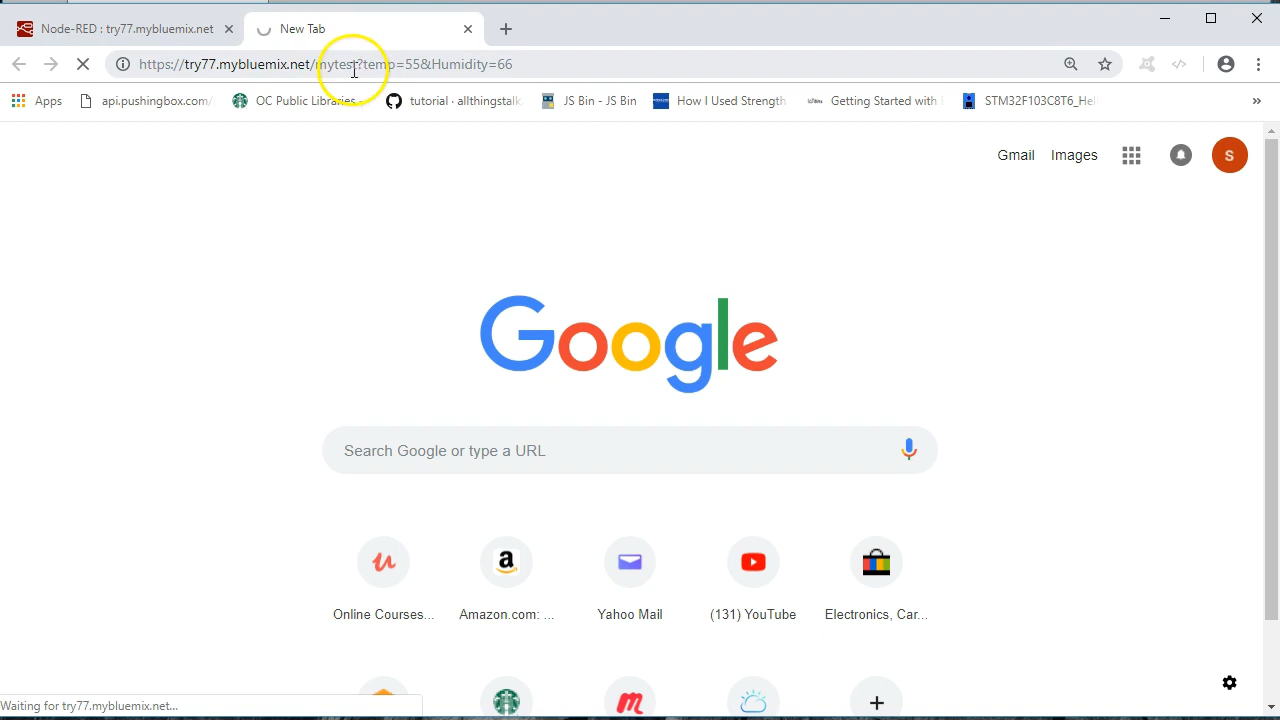 Node-RED : try77.mybluemix.net
New Tab
https://try77.mybluemix.net/mytest?temp=55&Humidity=66
Apps
api.pushingbox.com/
OC Public Libraries -
tutorial · allthingstalk
JS Bin - JS Bin
How I Used Strength
Getting Started with
STM32F103C8T6_Hel
»
Gmail
Images
S
Google
Search Google or type a URL
Online Courses...
Amazon.com: ...
Yahoo Mail
(131) YouTube
Electronics, Car...
Waiting for try77.mybluemix.net...